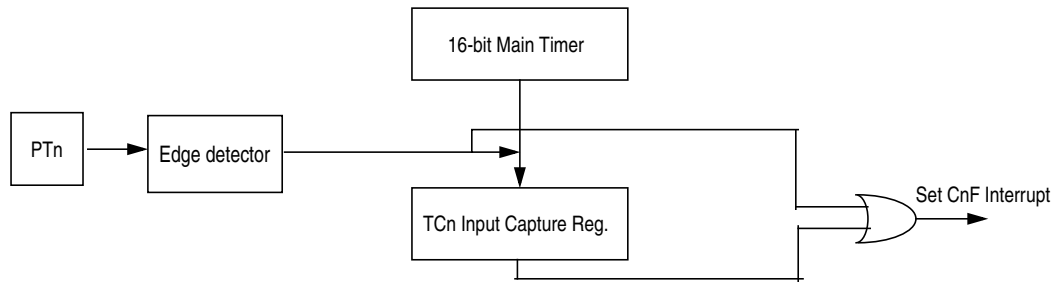 16-bit Main Timer
PTn
Edge detector
TCn Input Capture Reg.
Set CnF Interrupt